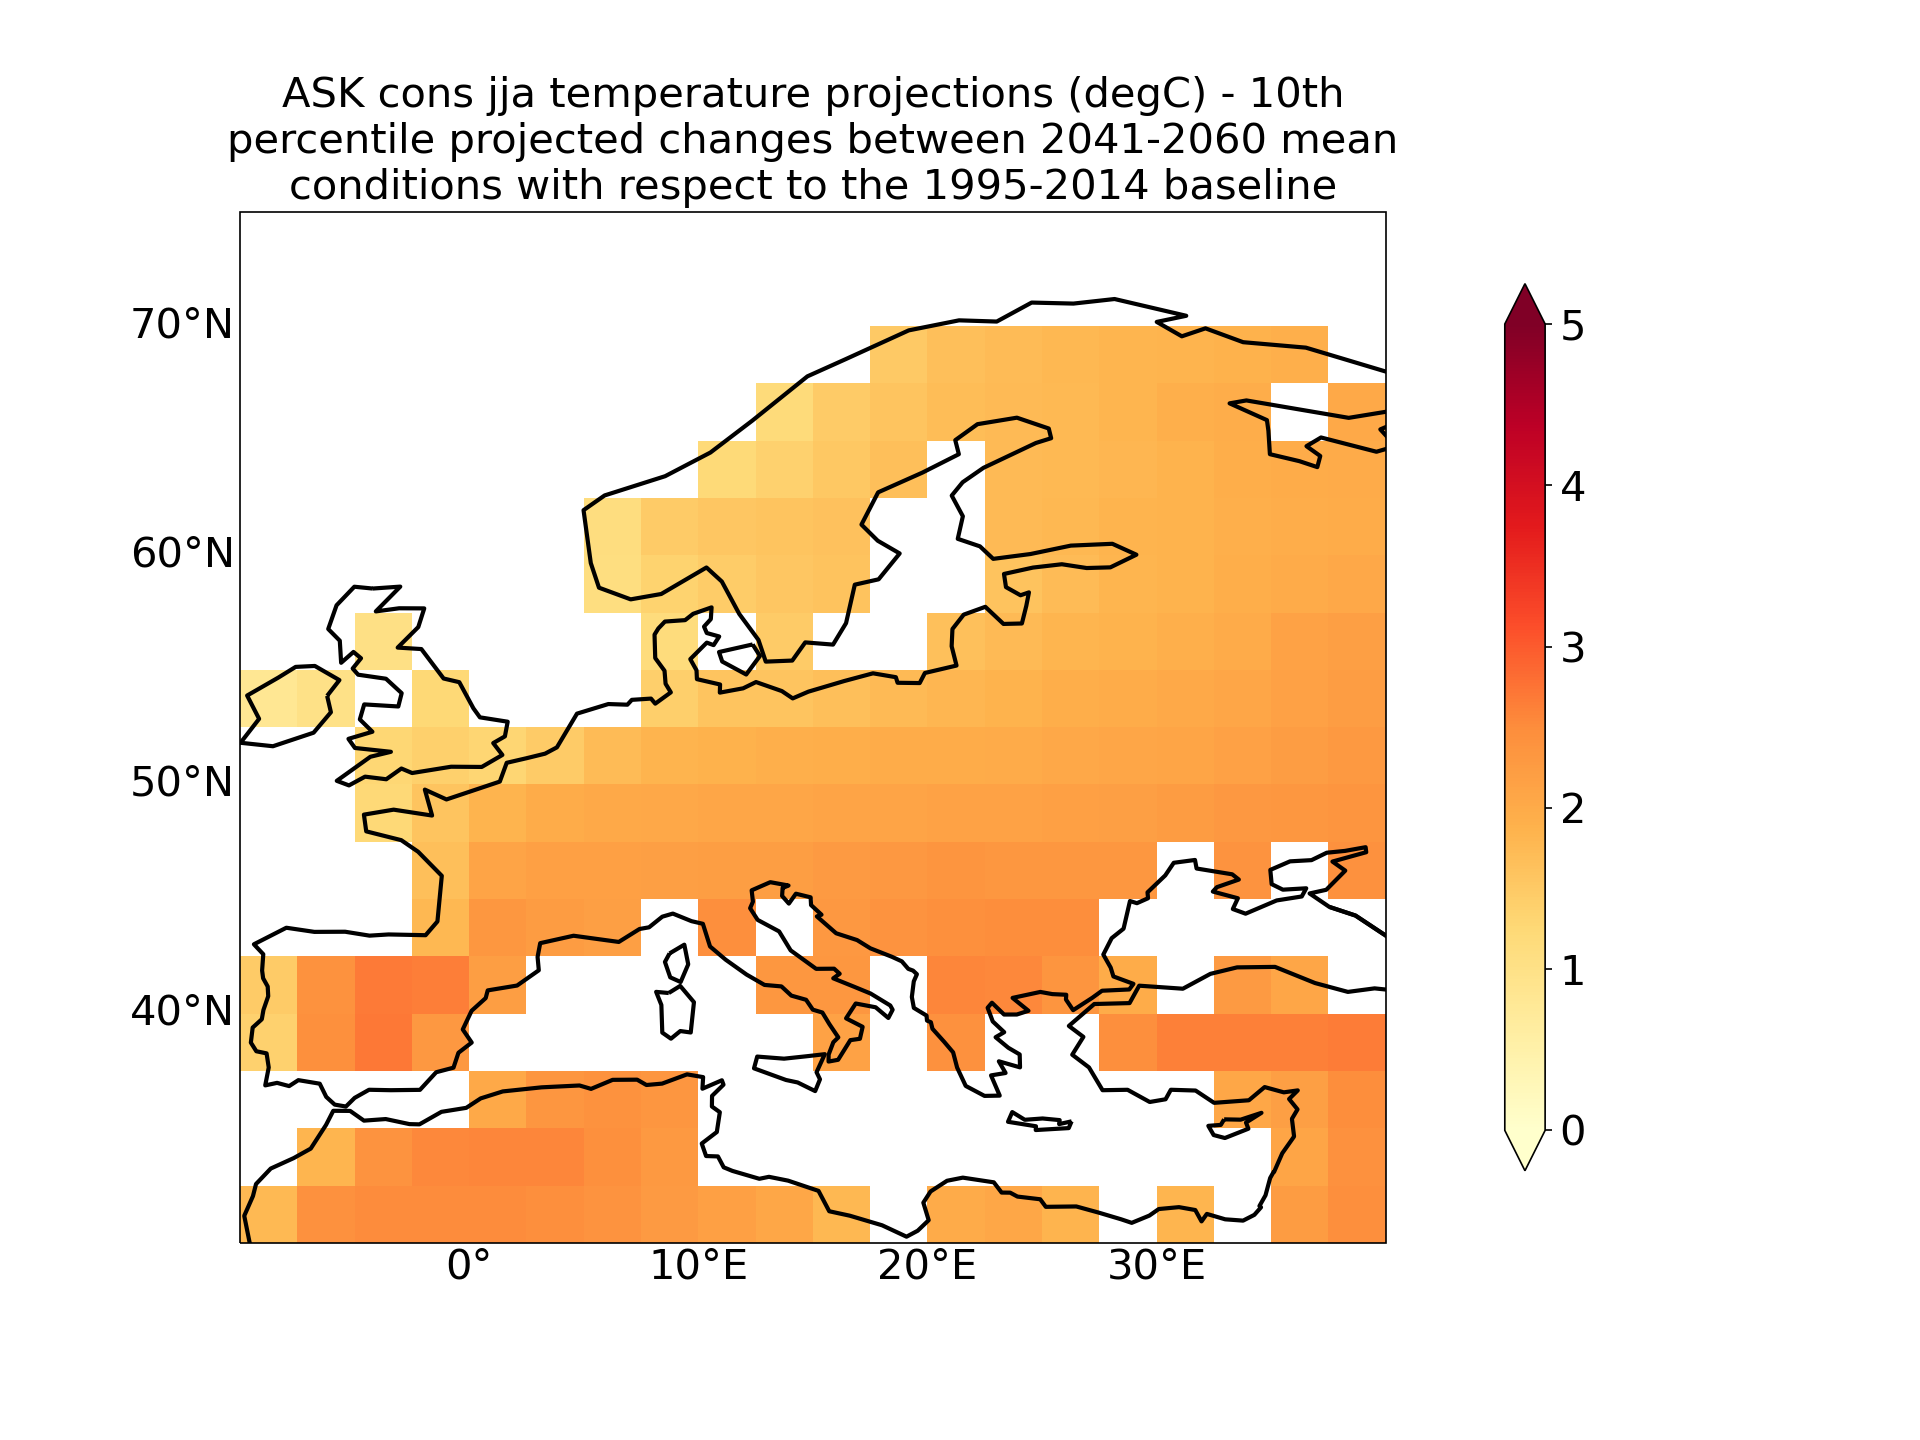 ASK cons jja temperature projections (degC) - 10th
percentile projected changes between 2041-2060 mean
conditions with respect to the 1995-2014 baseline
70°N
60°N
50°N
40°N
0°
10°E
20°E
30°E
5
4
3
2
1
0